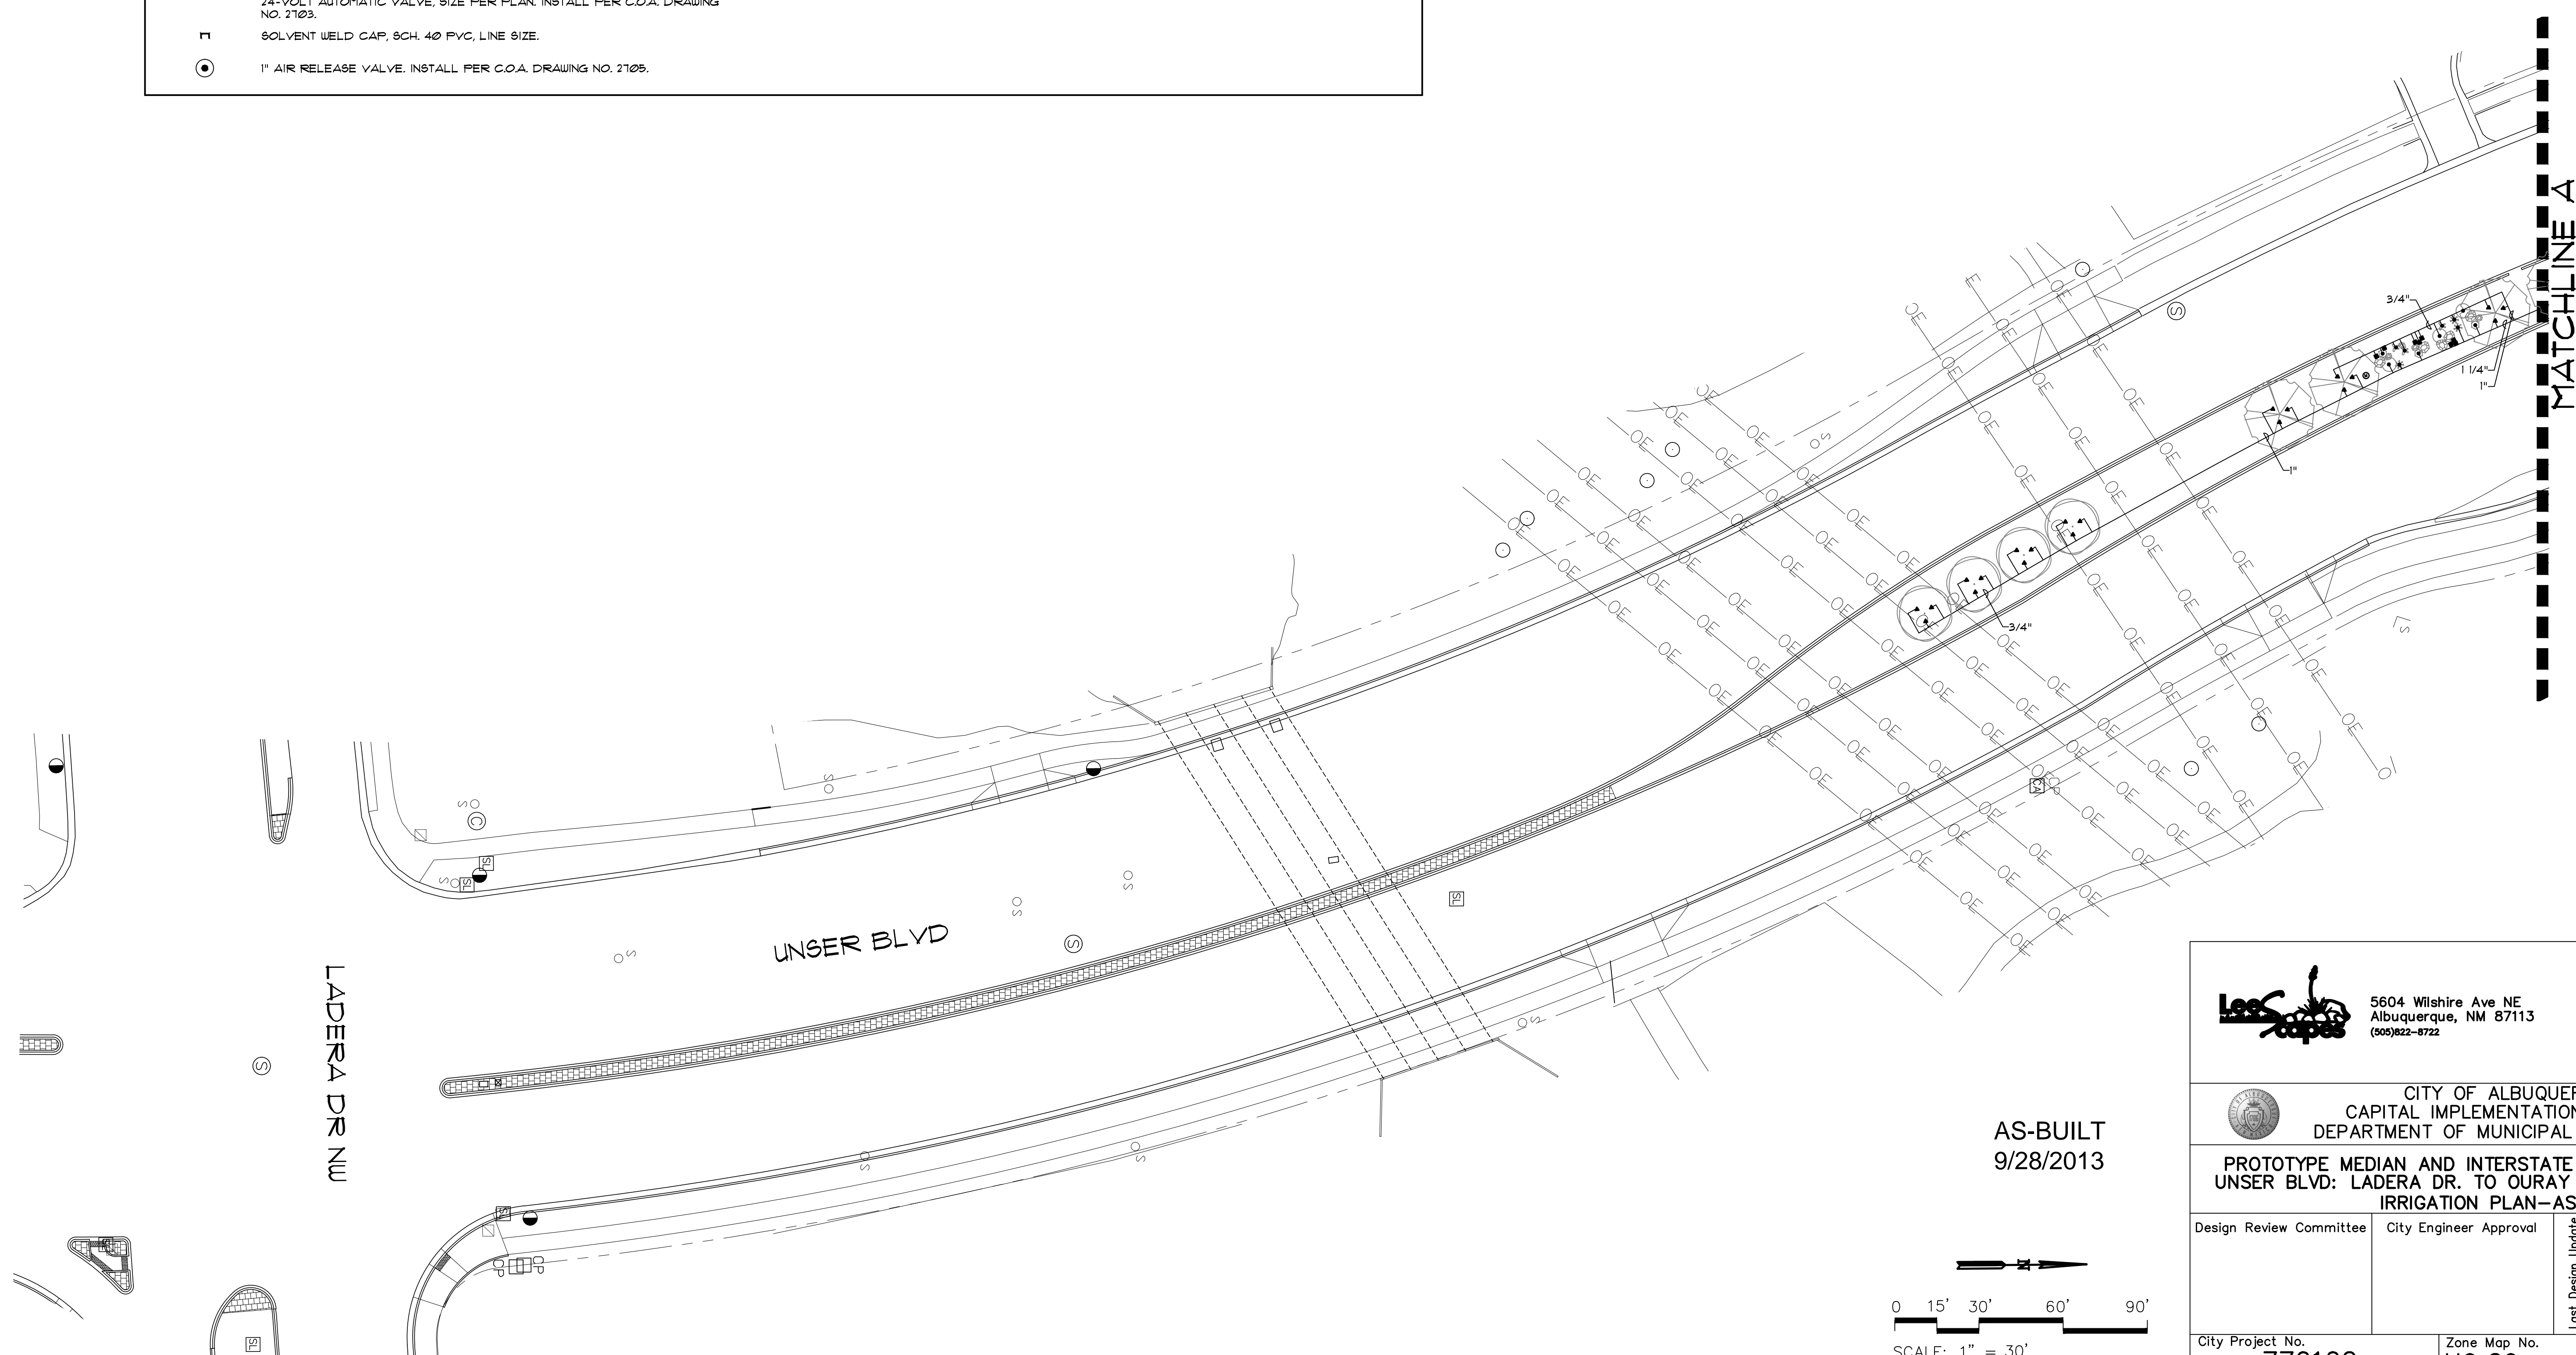 24-VOLT AUTOMATIC VALVE, SIZE PER PLAN. INSTALL PER C.O.A. DRAWING
NO. 2703.
SOLVENT WELD CAP, SCH. 40 PVC, LINE SIZE.
1" AIR RELEASE VALVE. INSTALL PER C.O.A. DRAWING NO. 2705.
MATCHLINE A
3/4"
1 1/4"
1"
1"
3/4"
UNSER BLVD
LADERA DR NW
AS-BUILT
9/28/2013
N
0 15' 30' 60' 90'
SCALE: 1" = 30'
LeeScapes
5604 Wilshire Ave NE
Albuquerque, NM 87113
(505)822-8722
CAPITAL IMPLEMENTATION
DEPARTMENT OF MUNICIPAL
PROTOTYPE MEDIAN AND INTERSTATE
UNSER BLVD: LADERA DR. TO OURAY
IRRIGATION PLAN-AS
Design Review Committee
City Engineer Approval
Last Design Update
City Project No.
Zone Map No.